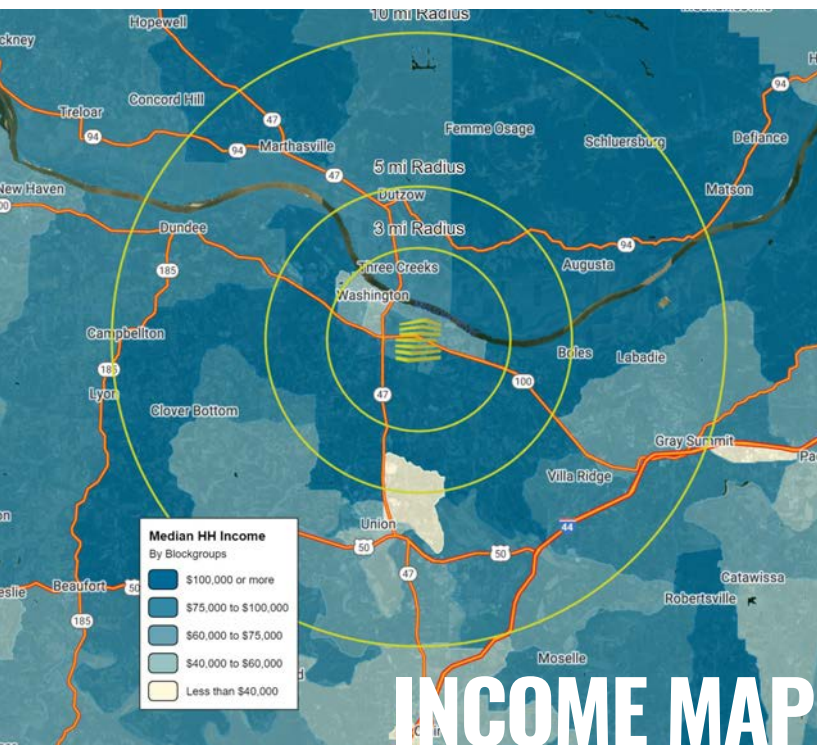 10 mi Radius
Hopewell
ckney
94
Treloar
Concord Hill
47
94
94
Marthasville
Femme Osage
Schluersburg
Defiance
5 mi Radius
47
New Haven
Dutzow
Matson
Dundee
3 mi Radius
94
185
Three Creeks
Augusta
Washington
Campbellton
Boles
Labadie
185
100
Lyon
47
Clover Bottom
Gray Summit
Pa
Villa Ridge
Union
44
50
50
47
Median HH Income
By Blockgroups
$100,000 or more
$75,000 to $100,000
$60,000 to $75,000
$40,000 to $60,000
Less than $40,000
Catawissa
Robertsville
eslie
Beaufort
50
185
Moselle
INCOME MAP